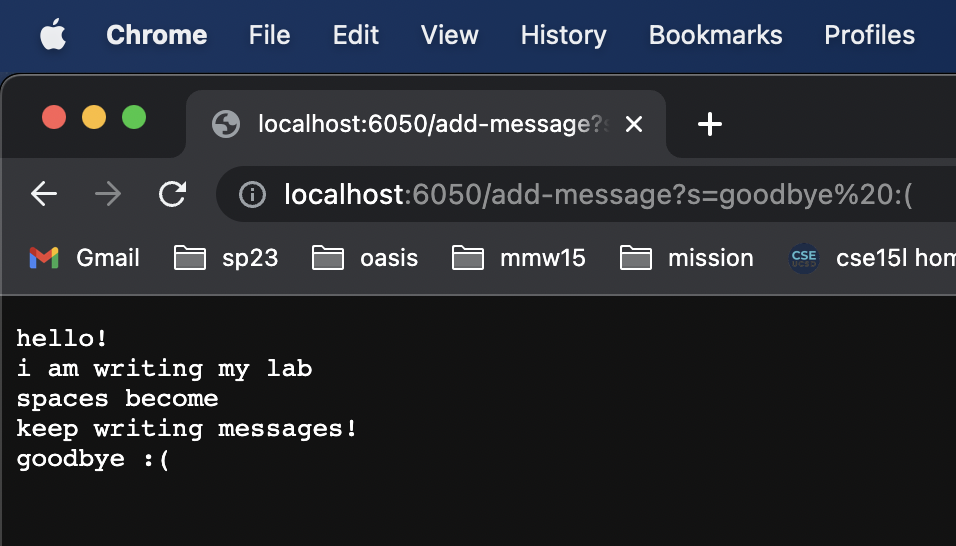 Chrome File Edit View History Bookmarks Profiles
localhost:6050/add-message?
localhost:6050/add-message?s=goodbye%20:(
Gmail sp23 oasis mmw15 mission CSE cse15l hom
hello!
i am writing my lab
spaces become
keep writing messages!
goodbye :(